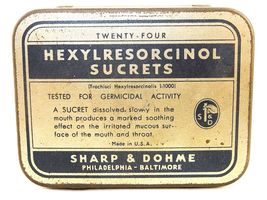 TWENTY-FOUR
HEXYLRESORCINOL
SUCRETS
(Trochisci Hexylresorcinolis 1:1000)
TESTED FOR GERMICIDAL ACTIVITY
A SUCRET dissolved slowly in the
mouth produces a marked soothing
effect on the irritated mucous sur-
face of the mouth and throat.
Made in U.S.A.
S & D
SHARP & DOHME
PHILADELPHIA - BALTIMORE